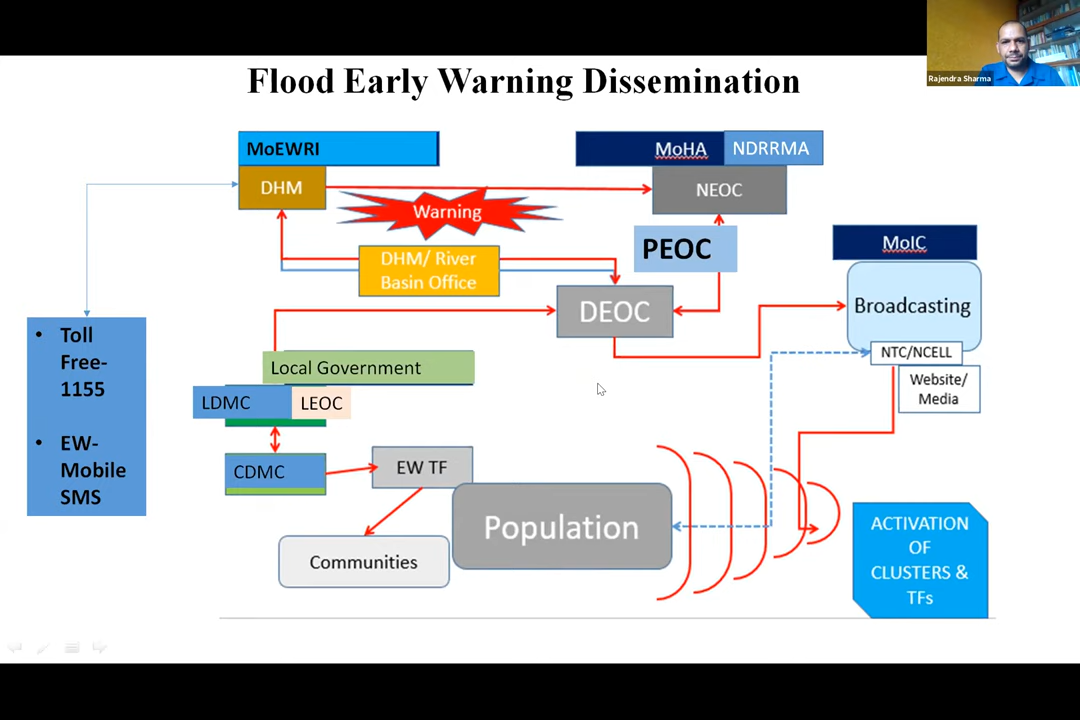 Rajendra Sharma
Flood Early Warning Dissemination
MoEWRI
MoHA
NDRRMA
DHM
NEOC
Warning
PEOC
MoIC
DHM/ River
Basin Office
DEOC
Broadcasting
NTC/NCELL
Website/
Media
• Toll
Free-
1155
• EW-
Mobile
SMS
Local Government
LDMC
LEOC
CDMC
EW TF
Population
Communities
ACTIVATION
OF
CLUSTERS &
TFs